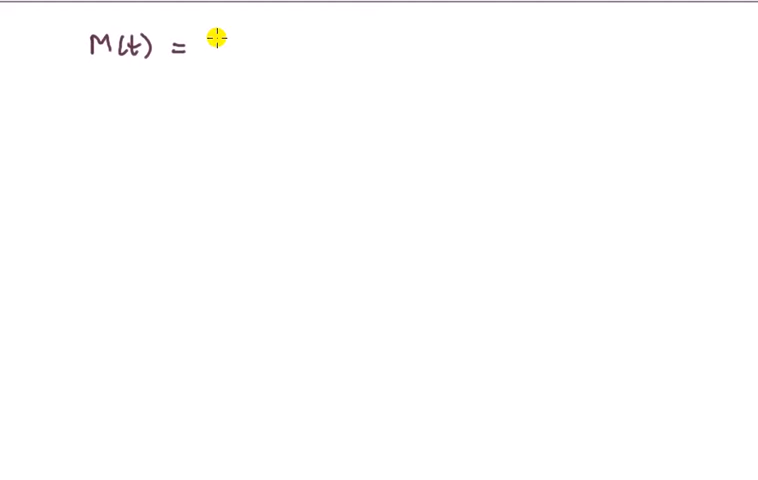 M(t) =